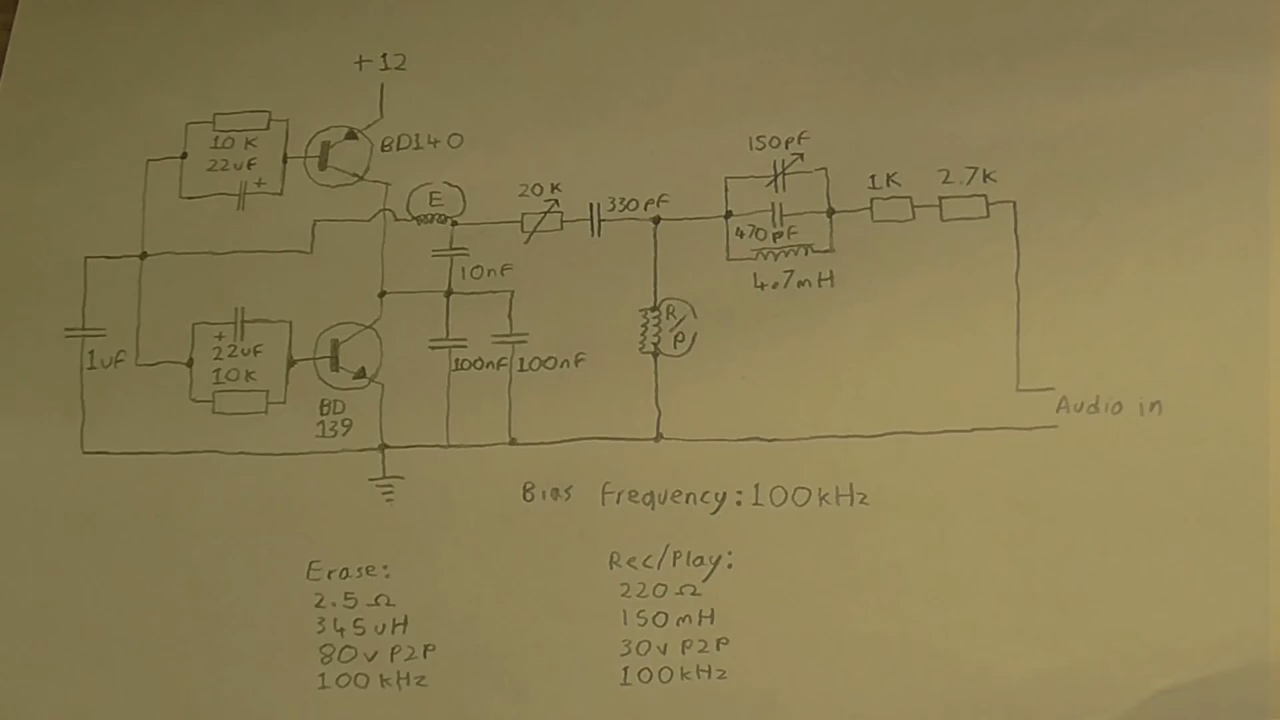 +12
10K
22uF
+
BD140
E
20K
330pF
150pF
470pF
4.7mH
1K
2.7K
10nF
1uF
+
22uF
10K
BD
139
100nF
100nF
R/P
Audio in
Bias Frequency: 100kHz
Erase:
2.5Ω
345uH
80v P2P
100kHz
Rec/Play:
220Ω
150mH
30v P2P
100kHz